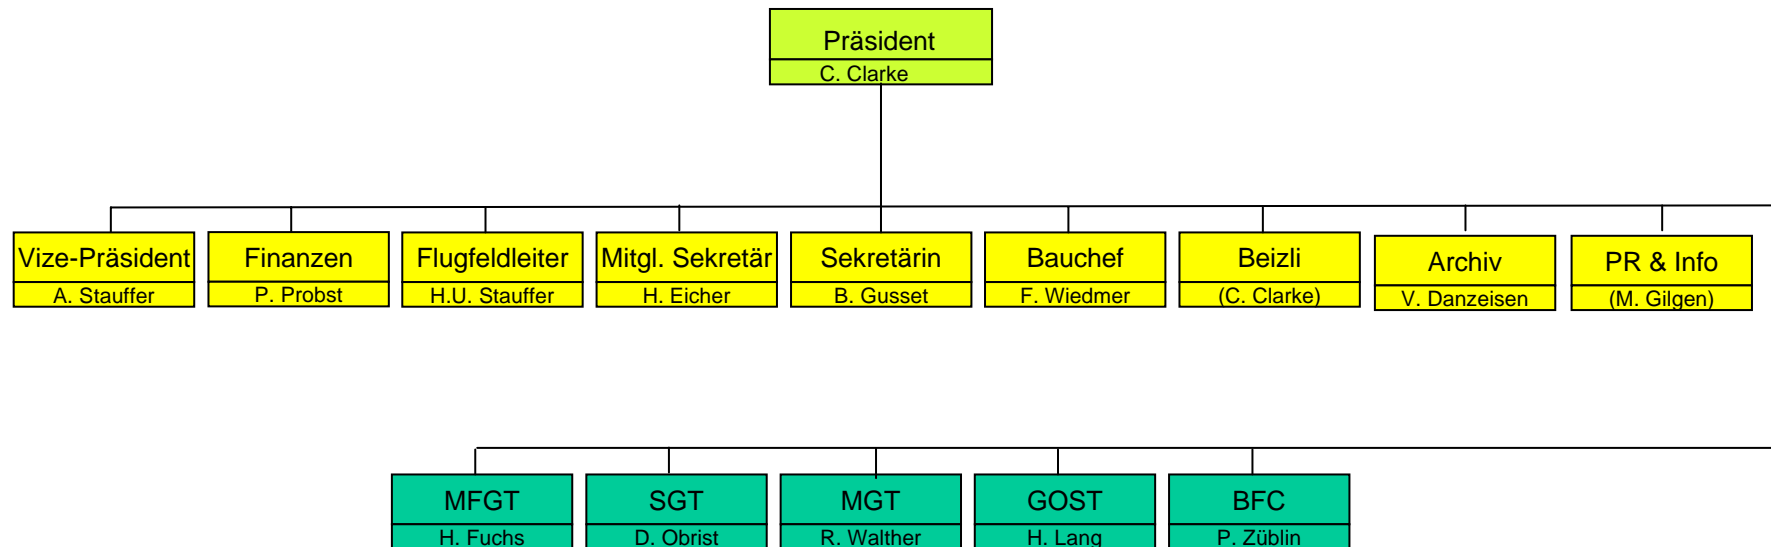 Präsident
C. Clarke
Vize-Präsident
A. Stauffer
Finanzen
P. Probst
Flugfeldleiter
H.U. Stauffer
Mitgl. Sekretär
H. Eicher
Sekretärin
B. Gusset
Bauchef
F. Wiedmer
Beizli
(C. Clarke)
Archiv
V. Danzeisen
PR & Info
(M. Gilgen)
MFGT
H. Fuchs
SGT
D. Obrist
MGT
R. Walther
GOST
H. Lang
BFC
P. Züblin